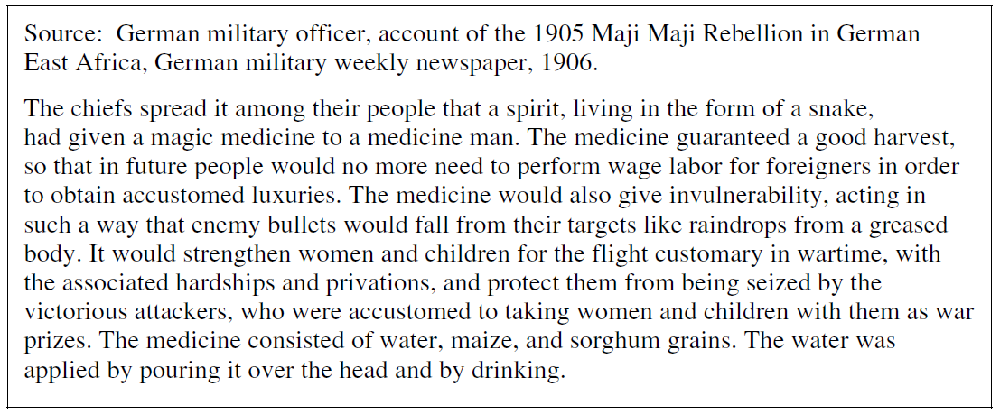 Source: German military officer, account of the 1905 Maji Maji Rebellion in German
East Africa, German military weekly newspaper, 1906.
The chiefs spread it among their people that a spirit, living in the form of a snake,
had given a magic medicine to a medicine man. The medicine guaranteed a good harvest,
so that in future people would no more need to perform wage labor for foreigners in order
to obtain accustomed luxuries. The medicine would also give invulnerability, acting in
such a way that enemy bullets would fall from their targets like raindrops from a greased
body. It would strengthen women and children for the flight customary in wartime, with
the associated hardships and privations, and protect them from being seized by the
victorious attackers, who were accustomed to taking women and children with them as war
prizes. The medicine consisted of water, maize, and sorghum grains. The water was
applied by pouring it over the head and by drinking.